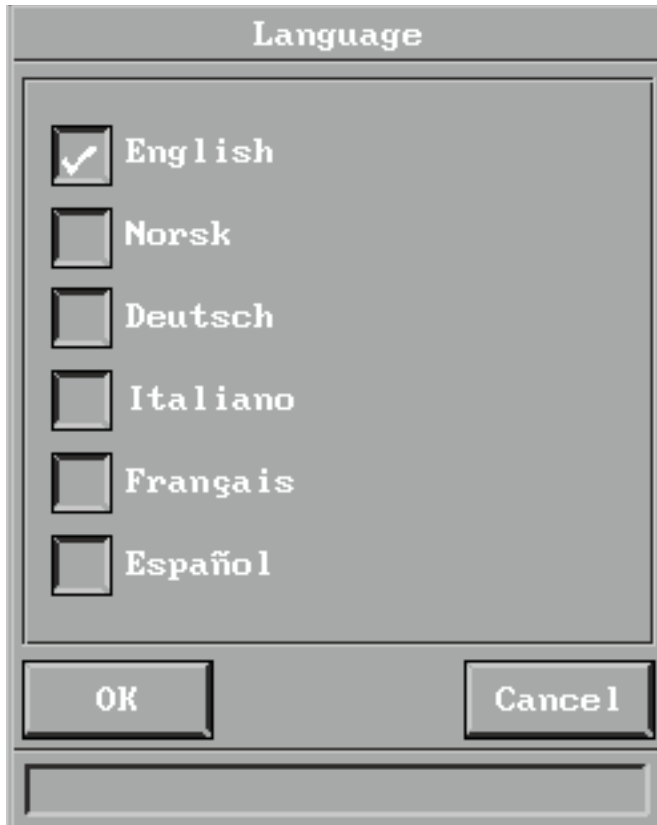 Language
English
Norsk
Deutsch
Italiano
Français
Español
OK
Cancel